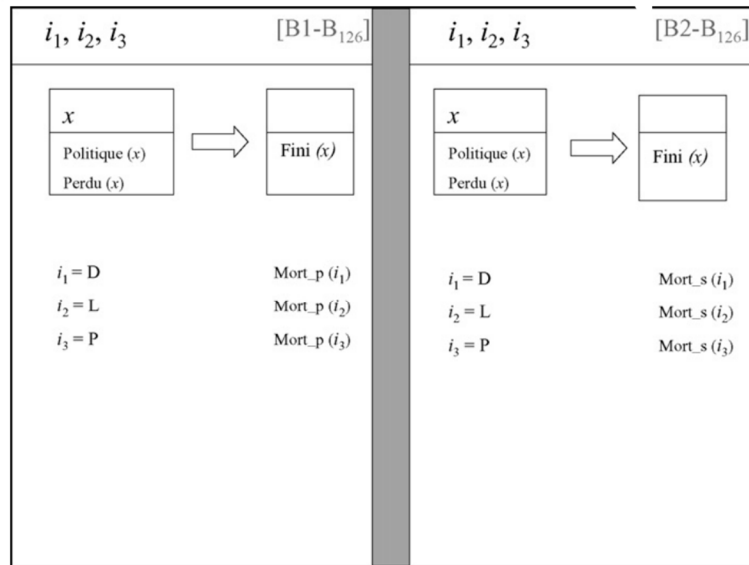 i₁, i₂, i₃ [B1-B₁₂₆]
x
Politique (x)
Perdu (x)
Fini (x)
i₁ = D Mort_p (i₁)
i₂ = L Mort_p (i₂)
i₃ = P Mort_p (i₃)
i₁, i₂, i₃ [B2-B₁₂₆]
x
Politique (x)
Perdu (x)
Fini (x)
i₁ = D Mort_s (i₁)
i₂ = L Mort_s (i₂)
i₃ = P Mort_s (i₃)